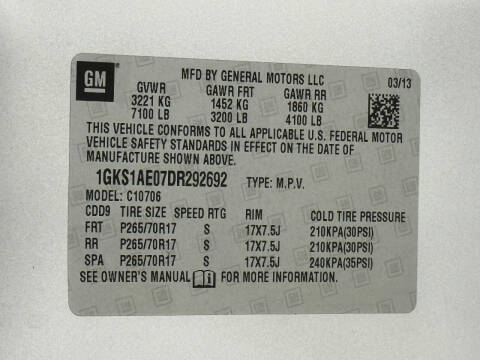 GM
MFD BY GENERAL MOTORS LLC 03/13
GVWR GAWR FRT GAWR RR
3221 KG 1452 KG 1860 KG
7100 LB 3200 LB 4100 LB
THIS VEHICLE CONFORMS TO ALL APPLICABLE U.S. FEDERAL MOTOR
VEHICLE SAFETY STANDARDS IN EFFECT ON THE DATE OF
MANUFACTURE SHOWN ABOVE.
1GKS1AE07DR292692 TYPE: M.P.V.
MODEL: C10706
CDD9 TIRE SIZE SPEED RTG RIM COLD TIRE PRESSURE
FRT P265/70R17 S 17X7.5J 210KPA(30PSI)
RR P265/70R17 S 17X7.5J 210KPA(30PSI)
SPA P265/70R17 S 17X7.5J 240KPA(35PSI)
SEE OWNER'S MANUAL FOR MORE INFORMATION.